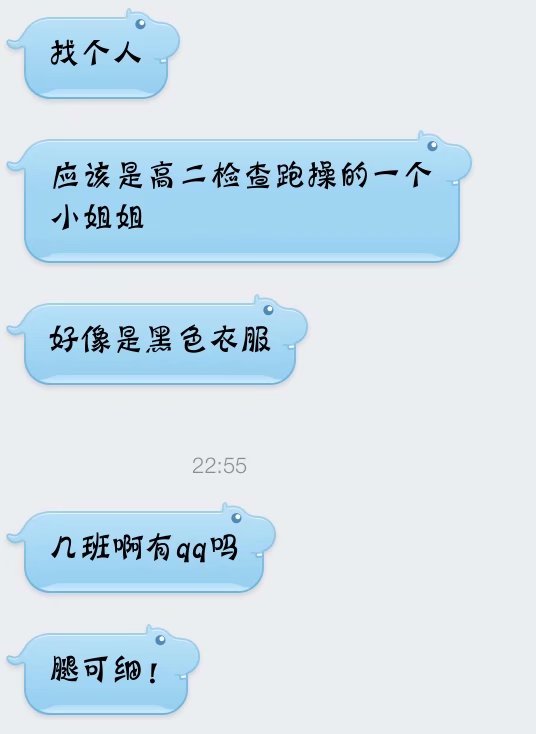 找个人
应该是高二检查跑操的一个
小姐姐
好像是黑色衣服
22:55
几班啊有qq吗
腿可细！